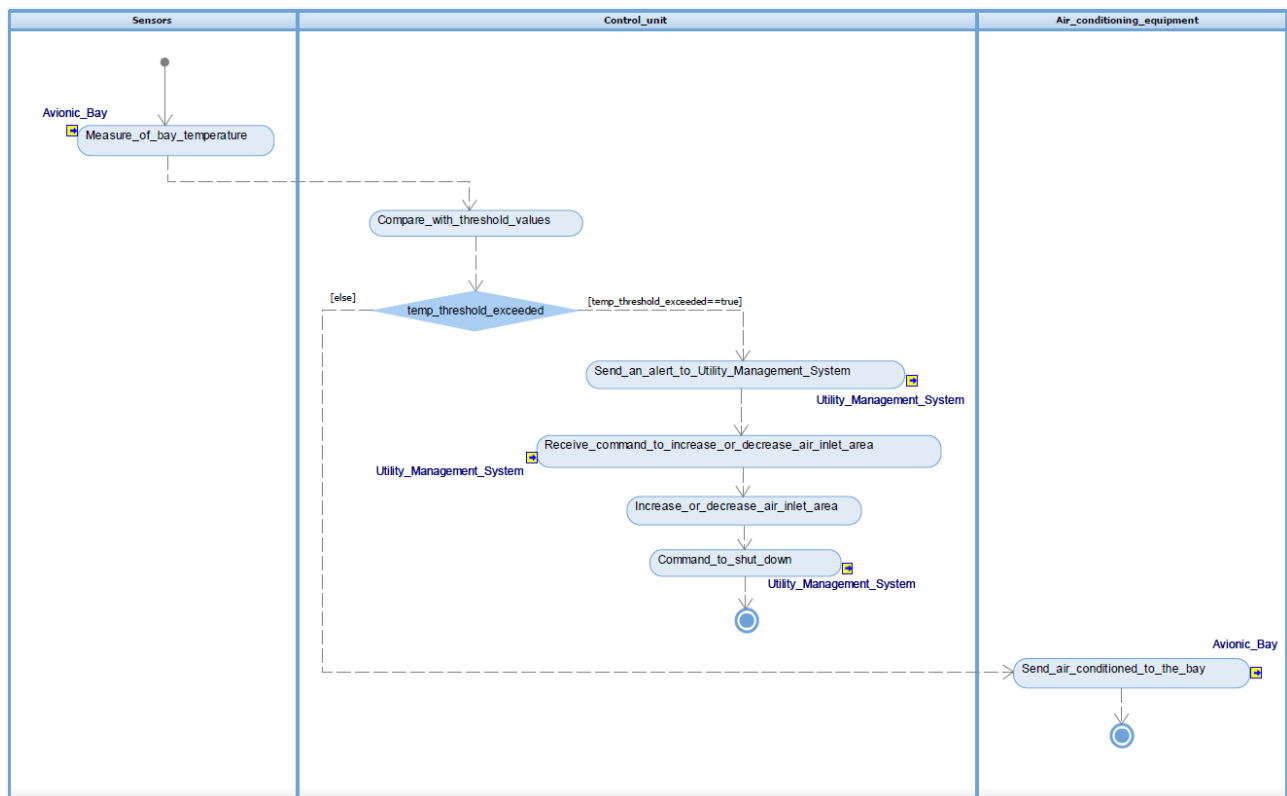 Sensors
Control_unit
Air_conditioning_equipment
Avionic_Bay
Measure_of_bay_temperature
Compare_with_threshold_values
[else]
[temp_threshold_exceeded==true]
temp_threshold_exceeded
Send_an_alert_to_Utility_Management_System
Utility_Management_System
Receive_command_to_increase_or_decrease_air_inlet_area
Utility_Management_System
Increase_or_decrease_air_inlet_area
Command_to_shut_down
Utility_Management_System
Avionic_Bay
Send_air_conditioned_to_the_bay